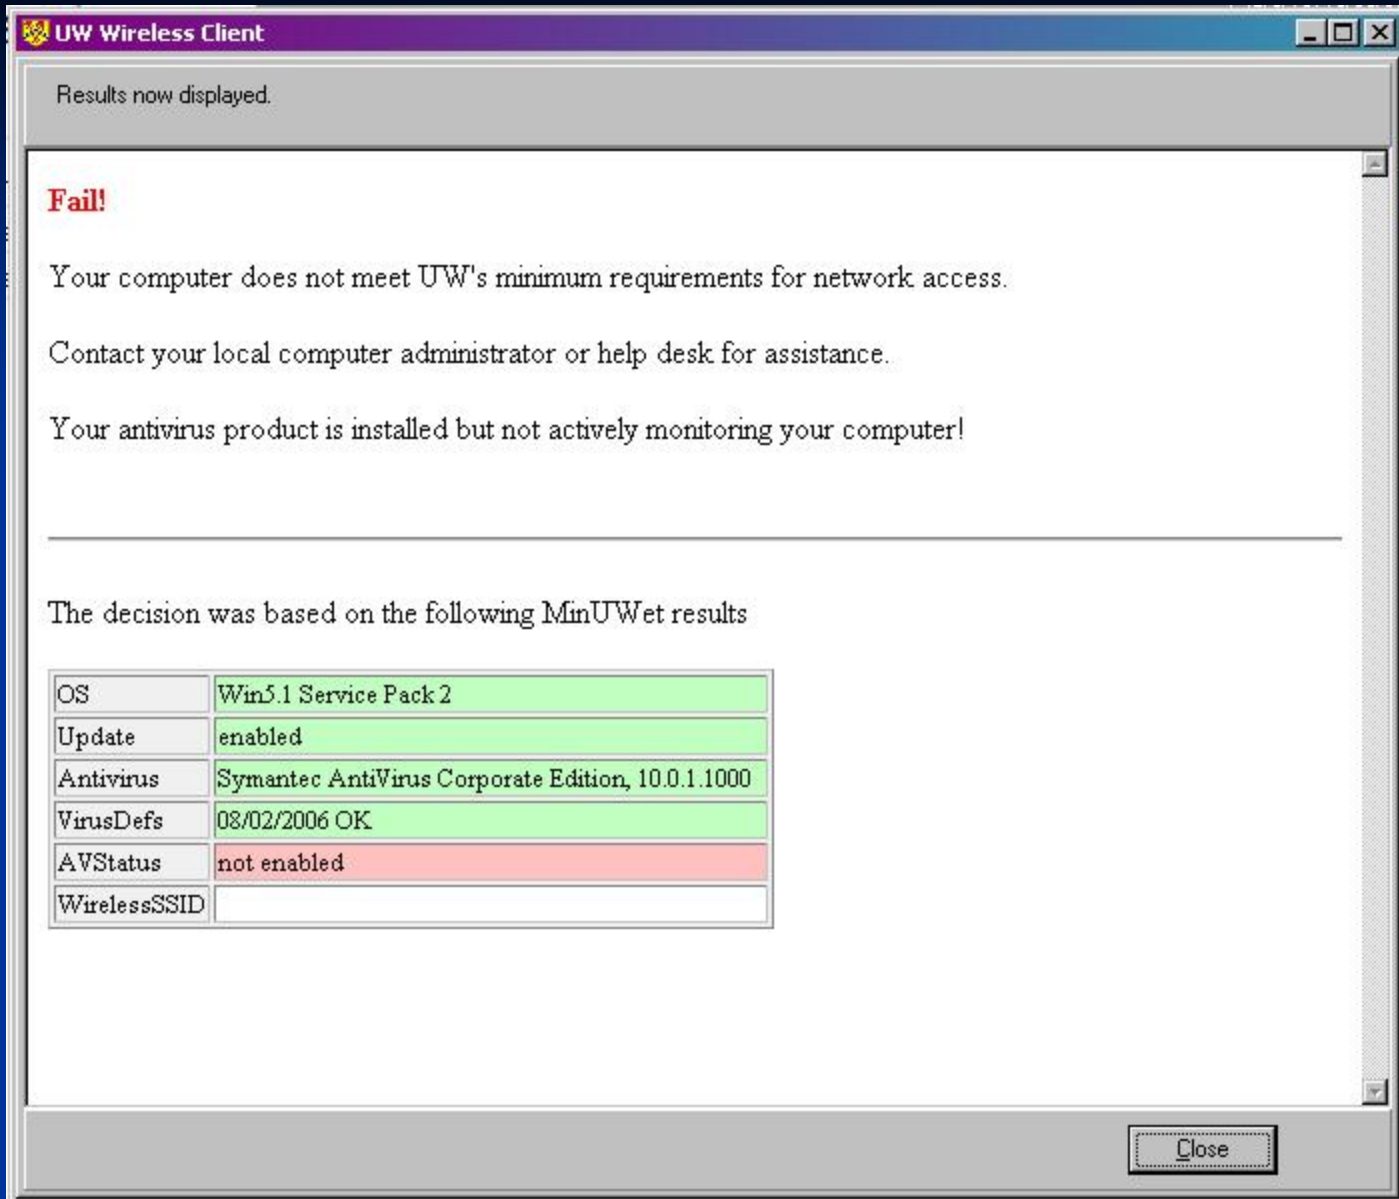 UW Wireless Client
Results now displayed.
Fail!
Your computer does not meet UW's minimum requirements for network access.
Contact your local computer administrator or help desk for assistance.
Your antivirus product is installed but not actively monitoring your computer!
The decision was based on the following MinUWet results
OS Win5.1 Service Pack 2
Update enabled
Antivirus Symantec AntiVirus Corporate Edition, 10.0.1.1000
VirusDefs 08/02/2006 OK
AVStatus not enabled
WirelessSSID
Close